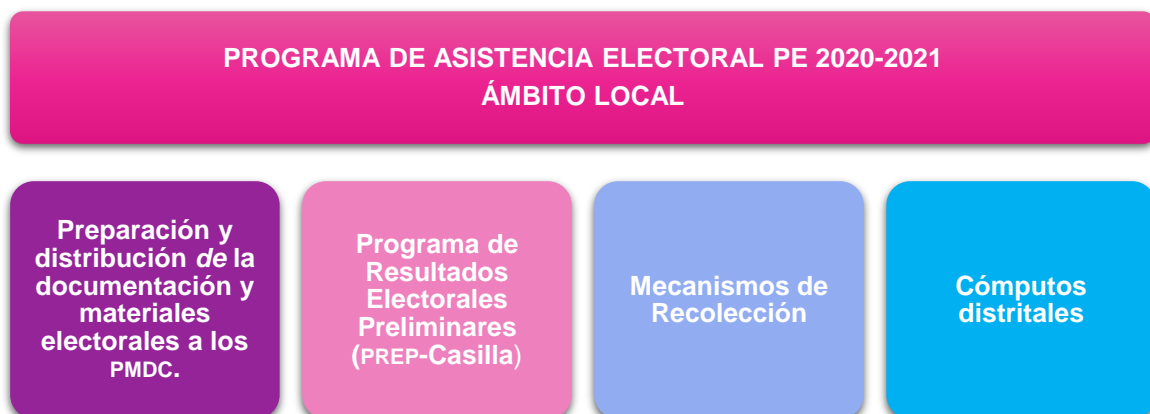 PROGRAMA DE ASISTENCIA ELECTORAL PE 2020-2021
ÁMBITO LOCAL
Preparación y
distribución de la
documentación y
materiales
electorales a los
PMDC.
Programa de
Resultados
Electorales
Preliminares
(PREP-Casilla)
Mecanismos de
Recolección
Cómputos
distritales